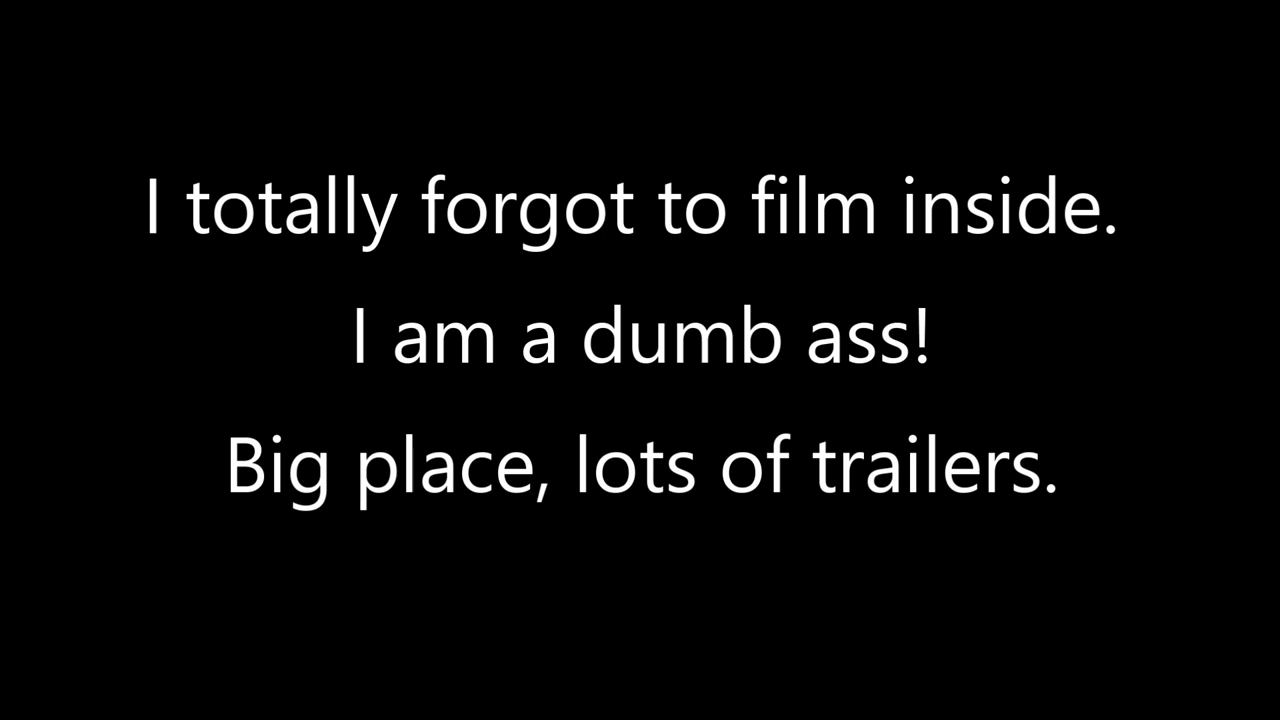 I totally forgot to film inside.
I am a dumb ass!
Big place, lots of trailers.